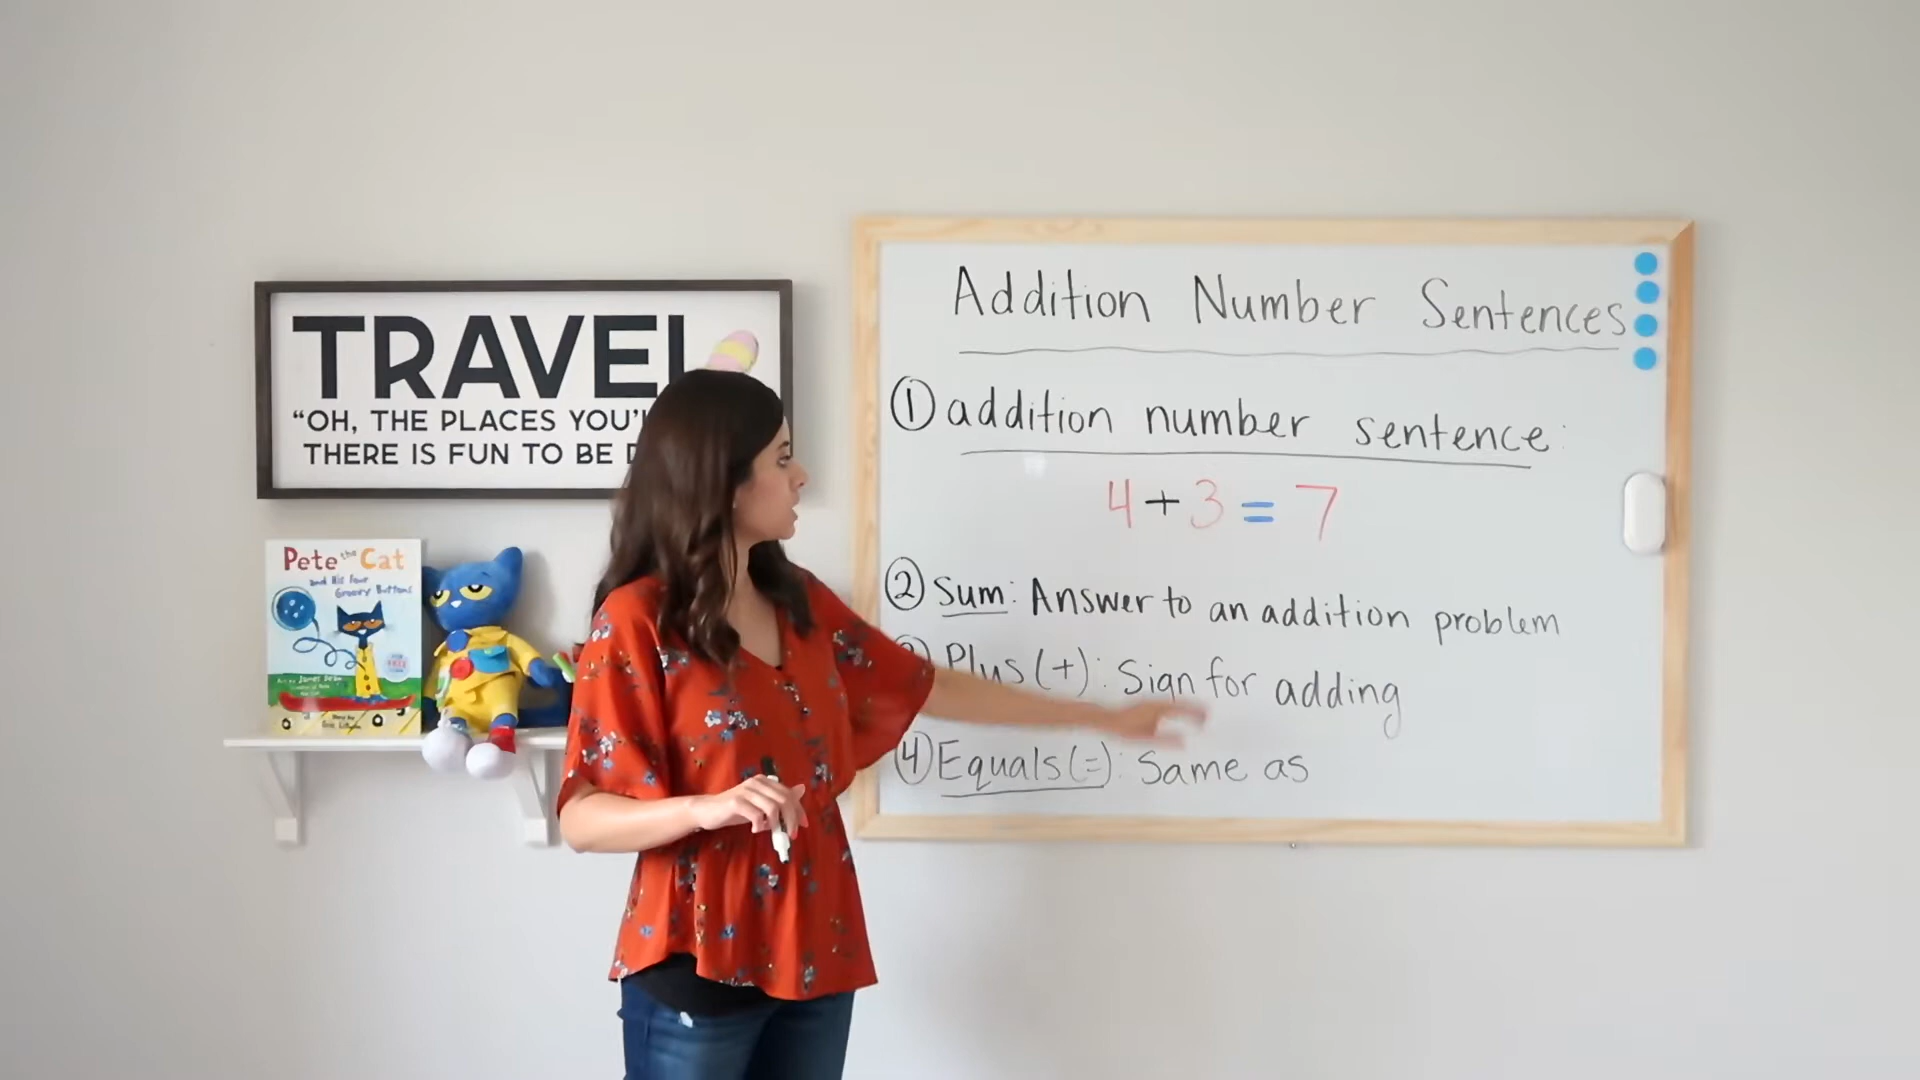 TRAVEL
"OH, THE PLACES YOU'
THERE IS FUN TO BE
Pete the Cat
and His Four
Groovy Buttons
James Dean
Addition Number Sentences
1 addition number sentence:
4 + 3 = 7
2 Sum: Answer to an addition problem
Plus (+): Sign for adding
4 Equals (=): Same as